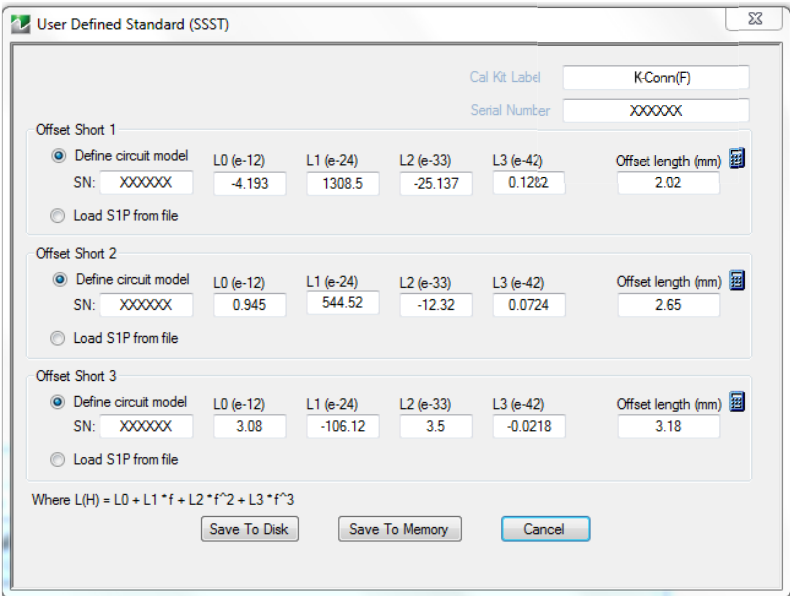 User Defined Standard (SSST)
Cal Kit Label K-Conn(F)
Serial Number XXXXXX
Offset Short 1
Define circuit model L0 (e-12) L1 (e-24) L2 (e-33) L3 (e-42) Offset length (mm)
SN: XXXXXX -4.193 1308.5 -25.137 0.1282 2.02
Load S1P from file
Offset Short 2
Define circuit model L0 (e-12) L1 (e-24) L2 (e-33) L3 (e-42) Offset length (mm)
SN: XXXXXX 0.945 544.52 -12.32 0.0724 2.65
Load S1P from file
Offset Short 3
Define circuit model L0 (e-12) L1 (e-24) L2 (e-33) L3 (e-42) Offset length (mm)
SN: XXXXXX 3.08 -106.12 3.5 -0.0218 3.18
Load S1P from file
Where L(H) = L0 + L1 * f + L2 * f^2 + L3 * f^3
Save To Disk Save To Memory Cancel